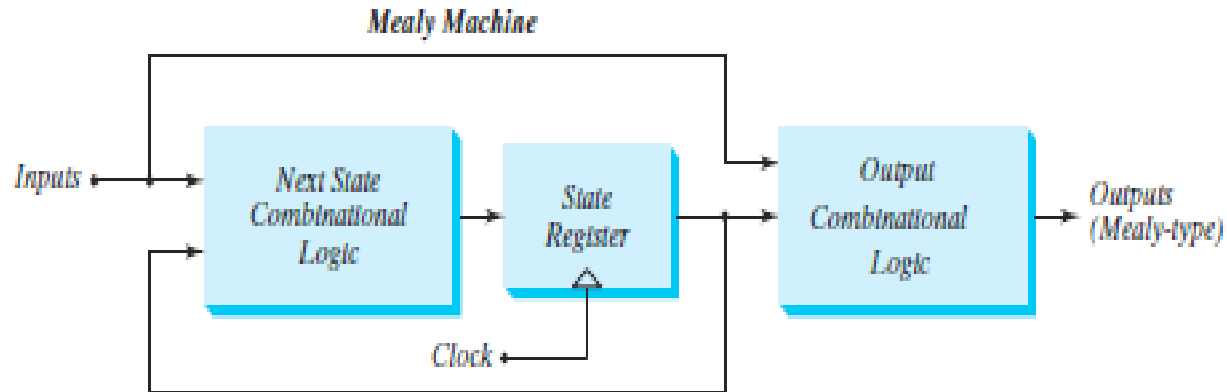 Mealy Machine
Inputs
Next State
Combinational
Logic
State
Register
Clock
Output
Combinational
Logic
Outputs
(Mealy-type)